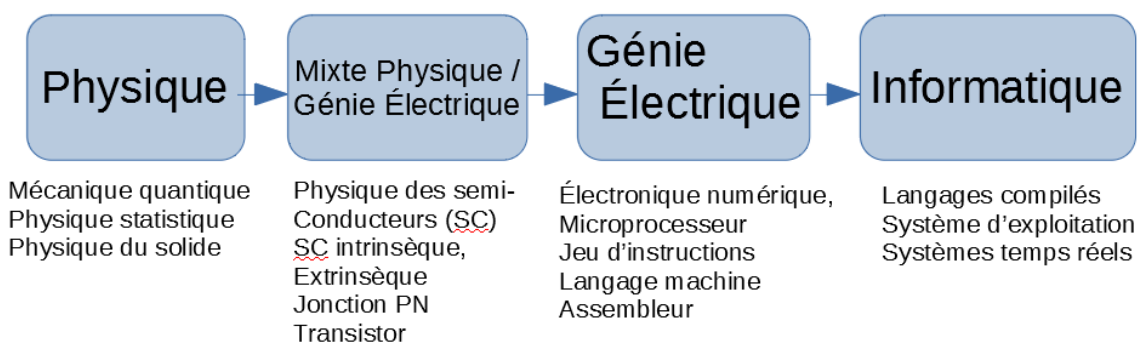 Physique
Mixte Physique /
Génie Électrique
Génie
Électrique
Informatique
Mécanique quantique
Physique statistique
Physique du solide
Physique des semi-
Conducteurs (SC)
SC intrinsèque,
Extrinsèque
Jonction PN
Transistor
Électronique numérique,
Microprocesseur
Jeu d’instructions
Langage machine
Assembleur
Langages compilés
Système d’exploitation
Systèmes temps réels